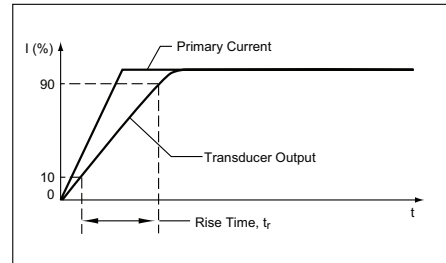 I (%)
Primary Current
90
Transducer Output
10
0
t
Rise Time, tr